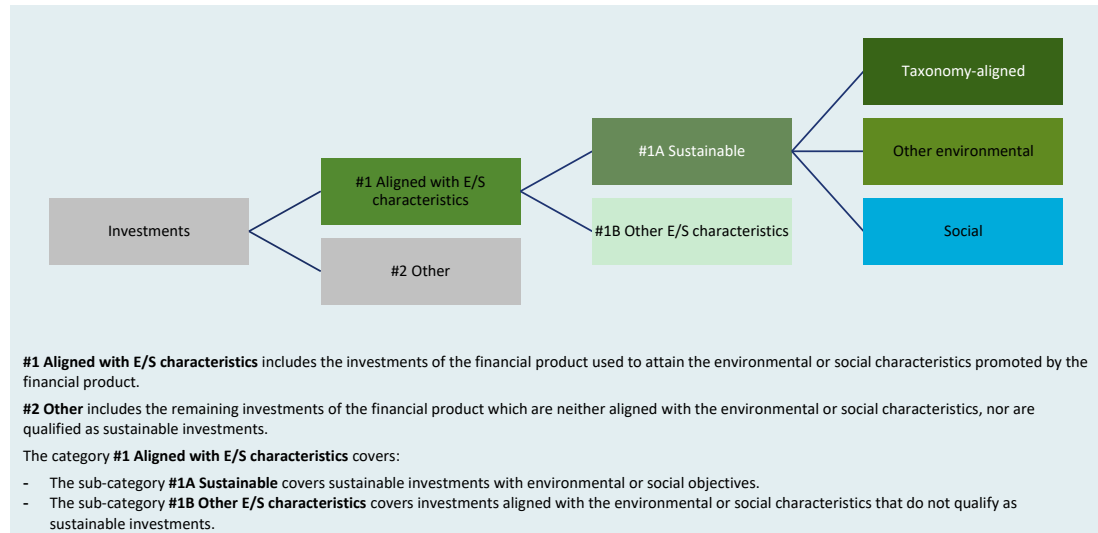 Taxonomy-aligned
#1A Sustainable
Other environmental
#1 Aligned with E/S
characteristics
Investments
#1B Other E/S characteristics
Social
#2 Other
#1 Aligned with E/S characteristics includes the investments of the financial product used to attain the environmental or social characteristics promoted by the
financial product.
#2 Other includes the remaining investments of the financial product which are neither aligned with the environmental or social characteristics, nor are
qualified as sustainable investments.
The category #1 Aligned with E/S characteristics covers:
- The sub-category #1A Sustainable covers sustainable investments with environmental or social objectives.
- The sub-category #1B Other E/S characteristics covers investments aligned with the environmental or social characteristics that do not qualify as
sustainable investments.